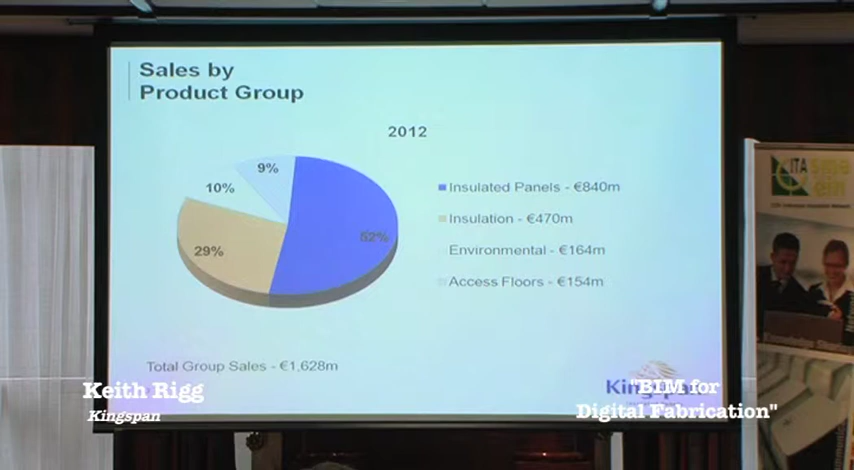 Sales by
Product Group
2012
9%
10%
52%
29%
Insulated Panels - €840m
Insulation - €470m
Environmental - €164m
Access Floors - €154m
Total Group Sales - €1,628m
Keith Rigg
Kingspan
"BIM for
Digital Fabrication"
ITA